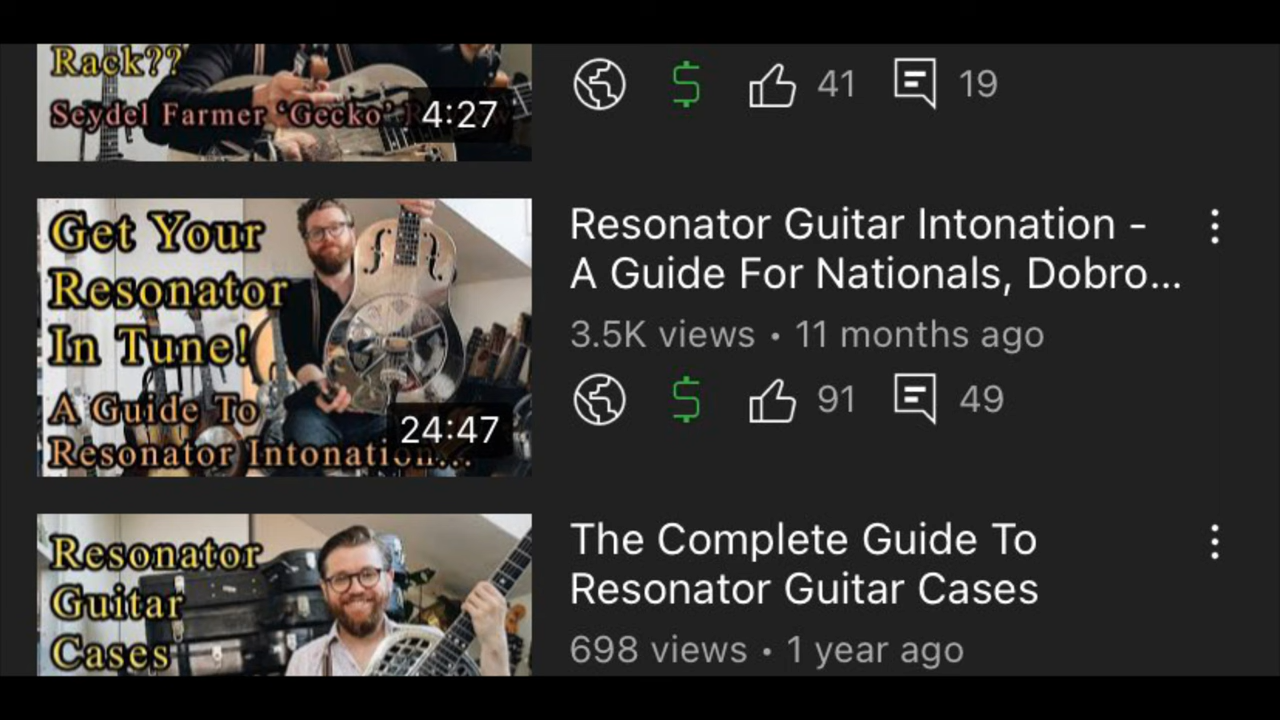 Rack??
Seydel Farmer 'Gecko'
4:27
41
19
Get Your
Resonator
In Tune!
A Guide To
Resonator Intonation...
24:47
Resonator Guitar Intonation -
A Guide For Nationals, Dobro...
3.5K views • 11 months ago
91
49
Resonator
Guitar
Cases
The Complete Guide To
Resonator Guitar Cases
698 views • 1 year ago